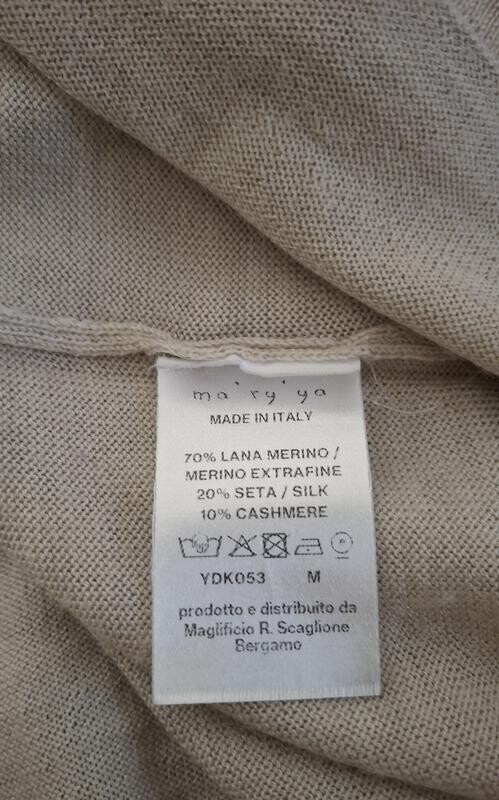 ma'ry'ya
MADE IN ITALY
70% LANA MERINO /
MERINO EXTRAFINE
20% SETA / SILK
10% CASHMERE
YDK053 M
prodotto e distribuito da
Maglificio R. Scaglione
Bergamo